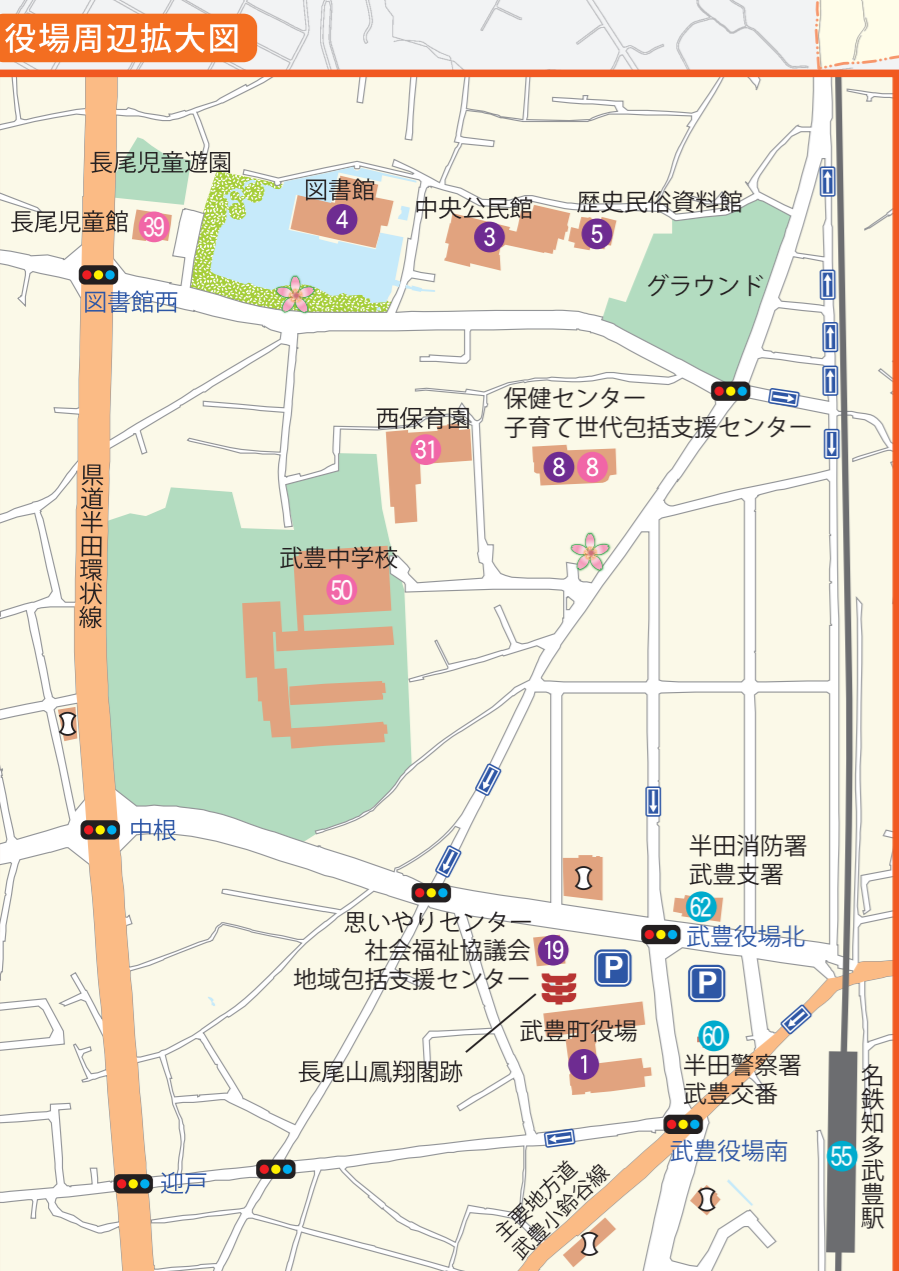 役場周辺拡大図
長尾児童遊園
図書館
4
中央公民館
3
歴史民俗資料館
5
長尾児童館
39
グラウンド
図書館西
保健センター
子育て世代包括支援センター
8
8
西保育園
31
県道半田環状線
武豊中学校
50
中根
半田消防署
武豊支署
62
武豊役場北
思いやりセンター
社会福祉協議会
地域包括支援センター
19
P
P
武豊町役場
1
60
半田警察署
武豊交番
長尾山鳳翔閣跡
名鉄知多武豊駅
55
武豊役場南
迎戸
主要地方道
武豊小鈴谷線